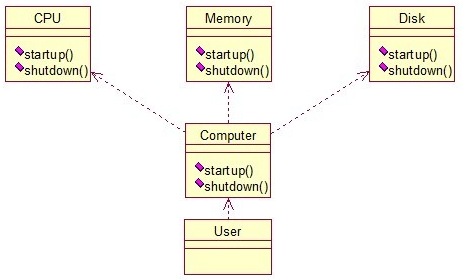 CPU
startup()
shutdown()
Memory
startup()
shutdown()
Disk
startup()
shutdown()
Computer
startup()
shutdown()
User